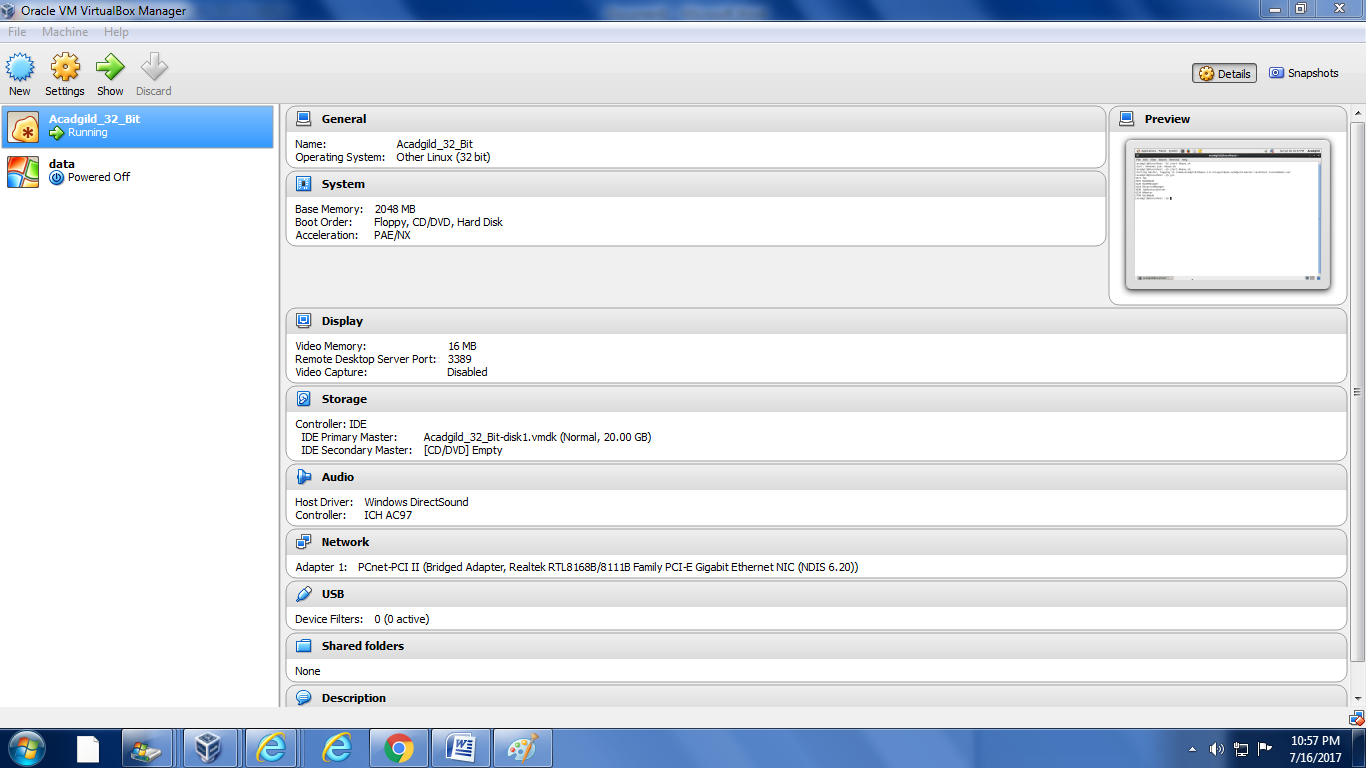 Oracle VM VirtualBox Manager
File Machine Help
New Settings Show Discard
Details Snapshots
Acadgild_32_Bit
Running
data
Powered Off
General
Name: Acadgild_32_Bit
Operating System: Other Linux (32 bit)
System
Base Memory: 2048 MB
Boot Order: Floppy, CD/DVD, Hard Disk
Acceleration: PAE/NX
Preview
Display
Video Memory: 16 MB
Remote Desktop Server Port: 3389
Video Capture: Disabled
Storage
Controller: IDE
IDE Primary Master: Acadgild_32_Bit-disk1.vmdk (Normal, 20.00 GB)
IDE Secondary Master: [CD/DVD] Empty
Audio
Host Driver: Windows DirectSound
Controller: ICH AC97
Network
Adapter 1: PCnet-PCI II (Bridged Adapter, Realtek RTL8168B/8111B Family PCI-E Gigabit Ethernet NIC (NDIS 6.20))
USB
Device Filters: 0 (0 active)
Shared folders
None
Description
10:57 PM
7/16/2017